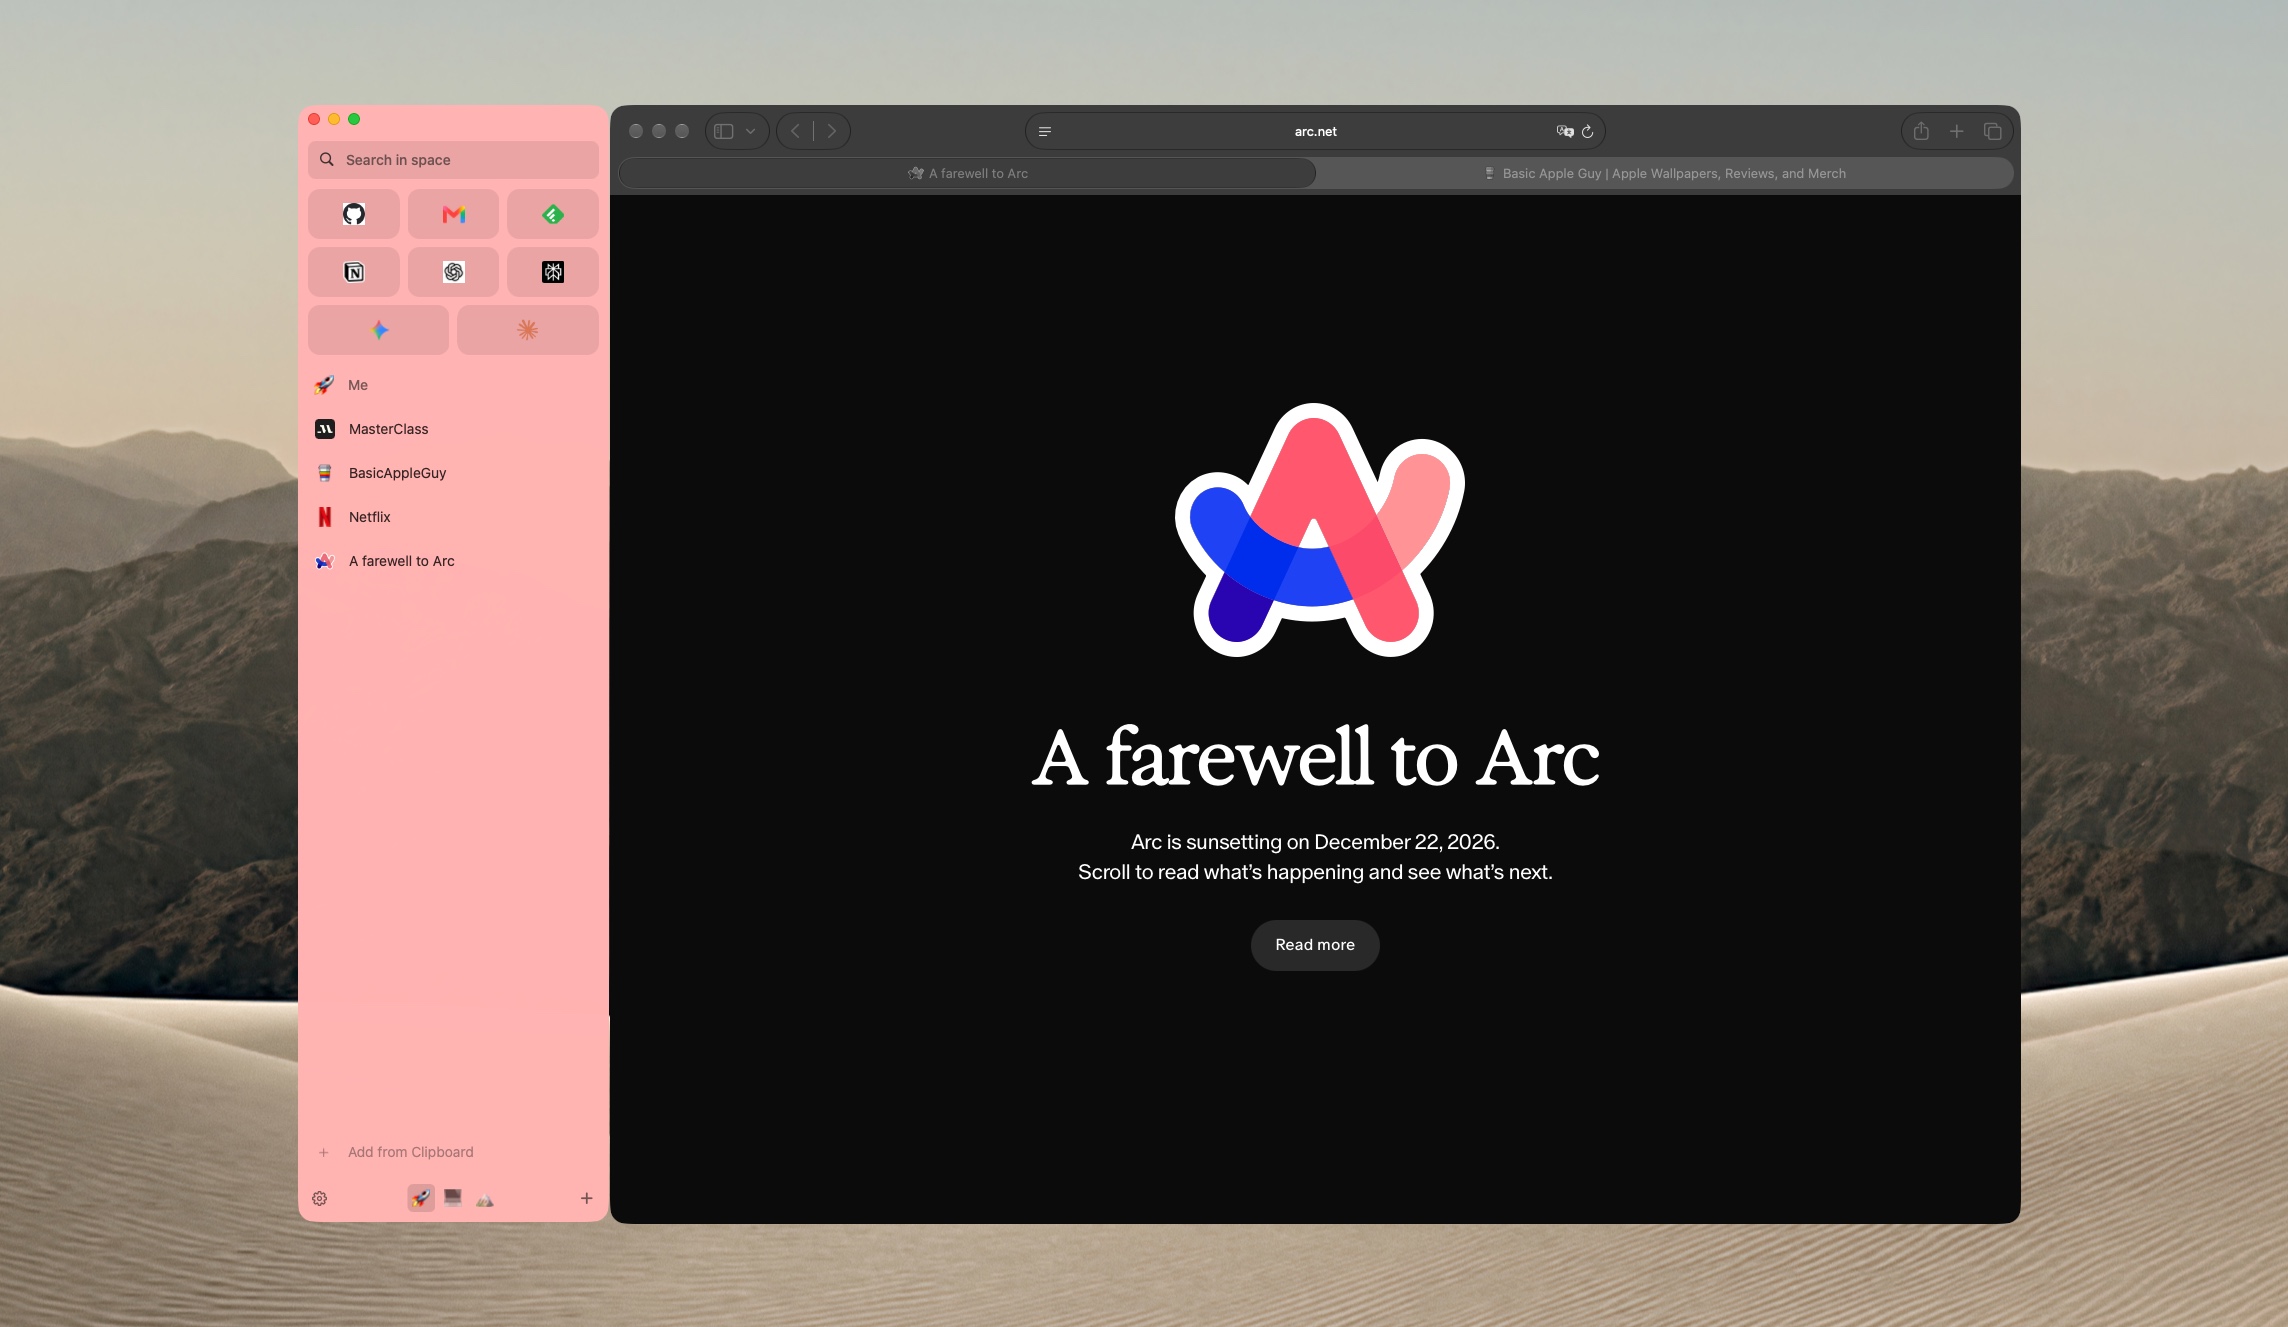 Search in space
Me
MasterClass
BasicAppleGuy
Netflix
A farewell to Arc
Add from Clipboard
arc.net
A farewell to Arc
Basic Apple Guy | Apple Wallpapers, Reviews, and Merch
A farewell to Arc
Arc is sunsetting on December 22, 2026.
Scroll to read what’s happening and see what’s next.
Read more